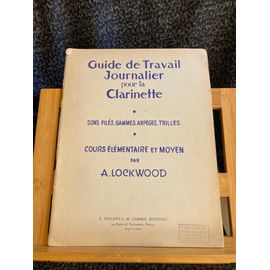 Guide de Travail
Journalier
pour la
Clarinette
SONS FILÉS, GAMMES, ARPÈGES, TRILLES
COURS ÉLÉMENTAIRE ET MOYEN
PAR
A. LOCKWOOD